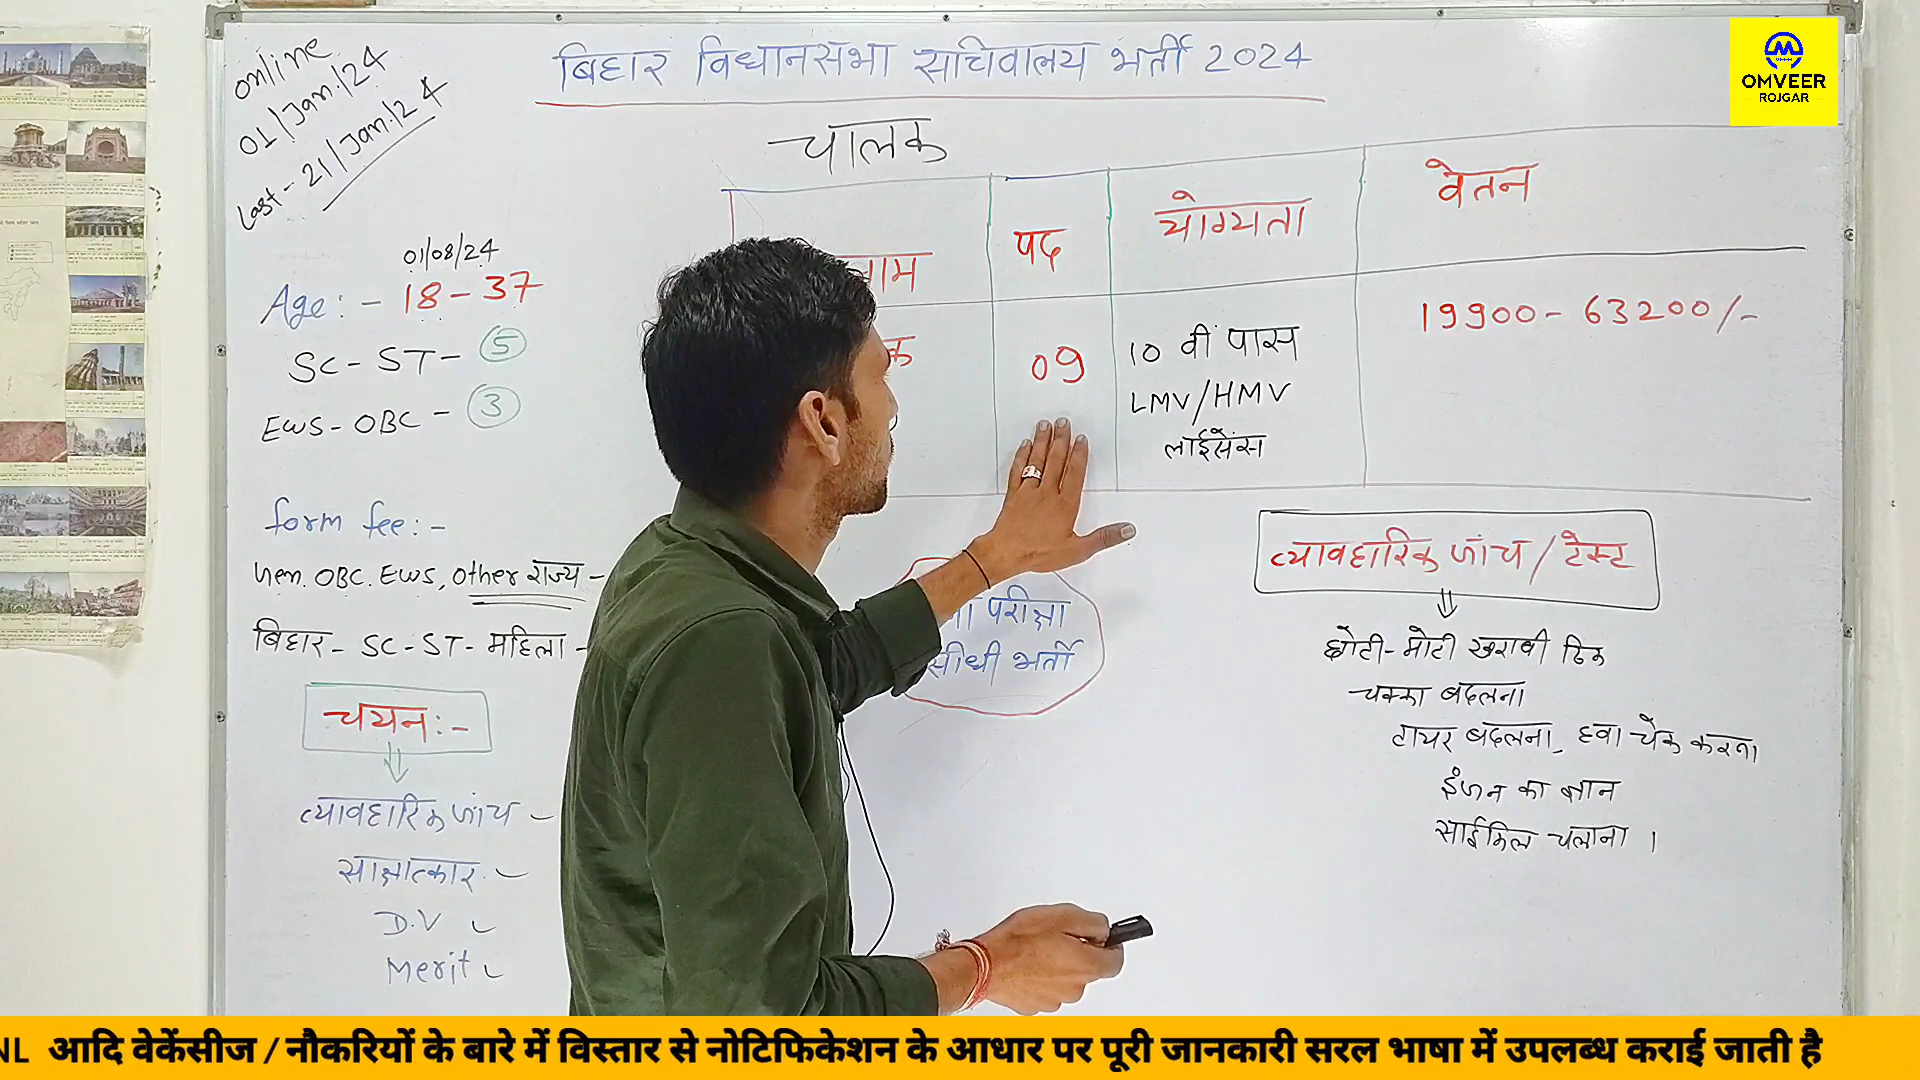 बिहार विधानसभा सचिवालय भर्ती 2024
OMVEER
ROJGAR
online
01/Jan./24
Last - 21/Jan./24
चालक
नाम
पद
योग्यता
वेतन
क
09
10 वीं पास
LMV/HMV
लाईसेंस
19900 - 63200/-
01/08/24
Age :- 18 - 37
SC - ST - 5
EWS - OBC - 3
form fee :-
Gen. OBC. EWS, other राज्य -
बिहार - SC - ST - महिला -
चयन :-
व्यावहारिक जांच -
साक्षात्कार -
D.V
Merit
परीक्षा
सीधी भर्ती
व्यावहारिक जांच / टेस्ट
छोटी-मोटी खराबी ठिक
चक्का बदलना
टायर बदलना, हवा चेक करना
इंजन का ज्ञान
साईकिल चलाना ।
NL आदि वेकेंसीज / नौकरियों के बारे में विस्तार से नोटिफिकेशन के आधार पर पूरी जानकारी सरल भाषा में उपलब्ध कराई जाती है